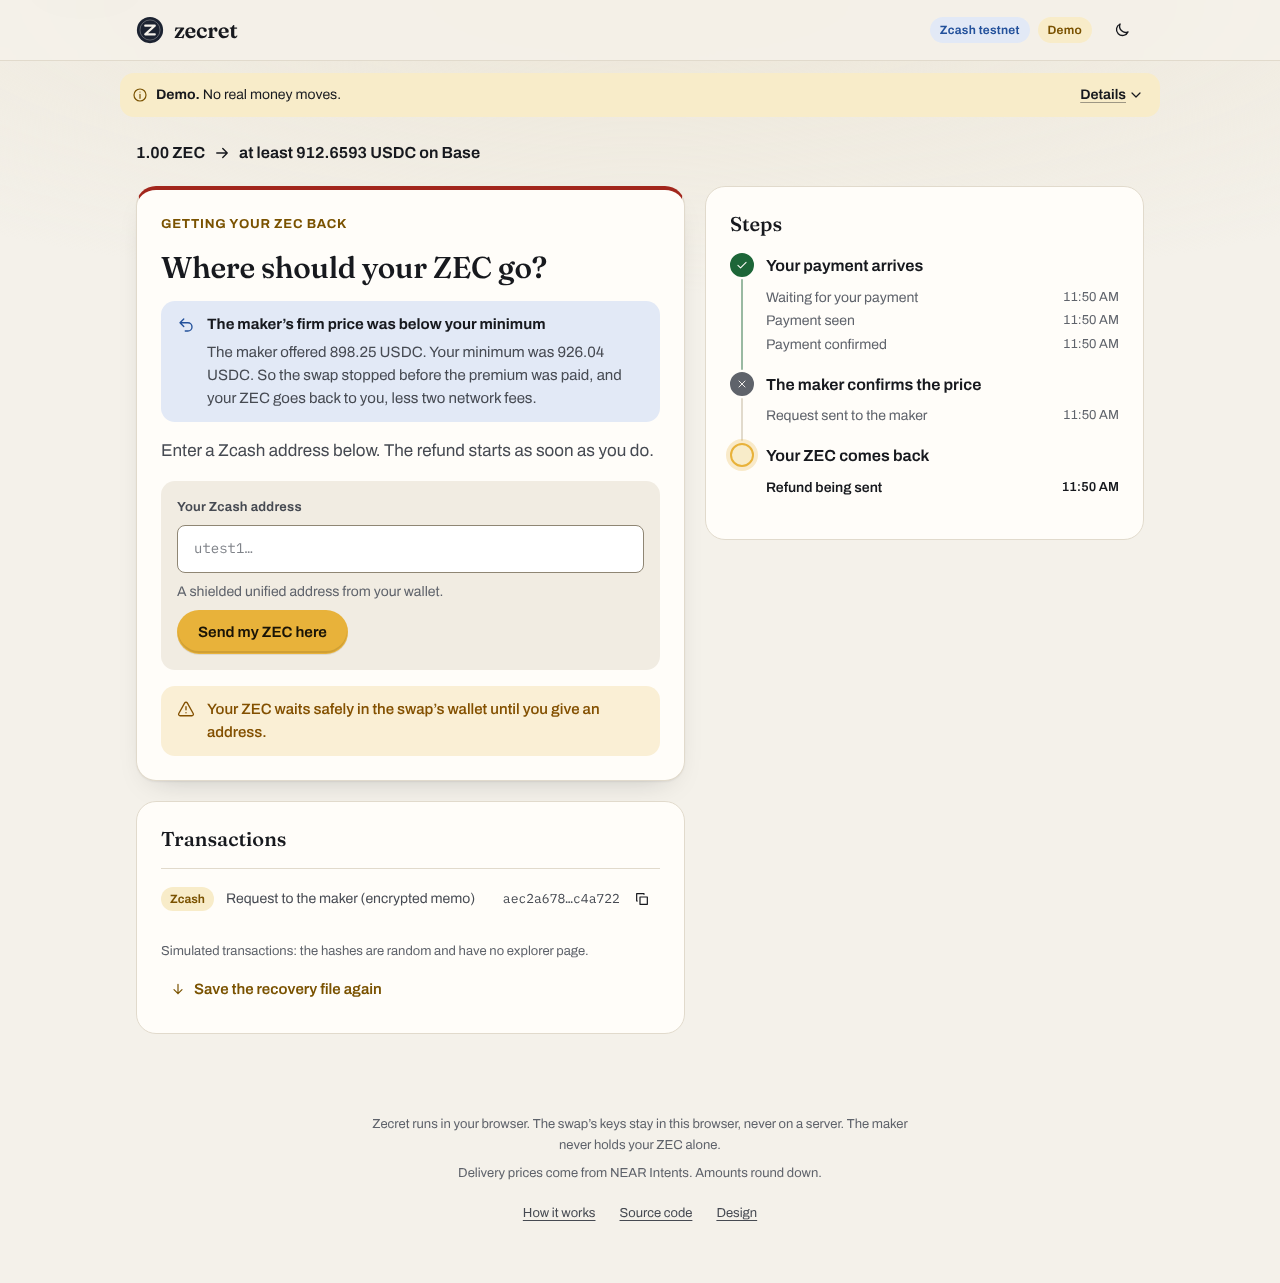 zecret
Zcash testnet
Demo
Demo. No real money moves.
Details
1.00 ZEC → at least 912.6593 USDC on Base
GETTING YOUR ZEC BACK
Where should your ZEC go?
The maker’s firm price was below your minimum
The maker offered 898.25 USDC. Your minimum was 926.04
USDC. So the swap stopped before the premium was paid, and
your ZEC goes back to you, less two network fees.
Enter a Zcash address below. The refund starts as soon as you do.
Your Zcash address
utest1…
A shielded unified address from your wallet.
Send my ZEC here
Your ZEC waits safely in the swap’s wallet until you give an
address.
Steps
Your payment arrives
Waiting for your payment 11:50 AM
Payment seen 11:50 AM
Payment confirmed 11:50 AM
The maker confirms the price
Request sent to the maker 11:50 AM
Your ZEC comes back
Refund being sent 11:50 AM
Transactions
Zcash Request to the maker (encrypted memo) aec2a678…c4a722
Simulated transactions: the hashes are random and have no explorer page.
Save the recovery file again
Zecret runs in your browser. The swap’s keys stay in this browser, never on a server. The maker
never holds your ZEC alone.
Delivery prices come from NEAR Intents. Amounts round down.
How it works Source code Design